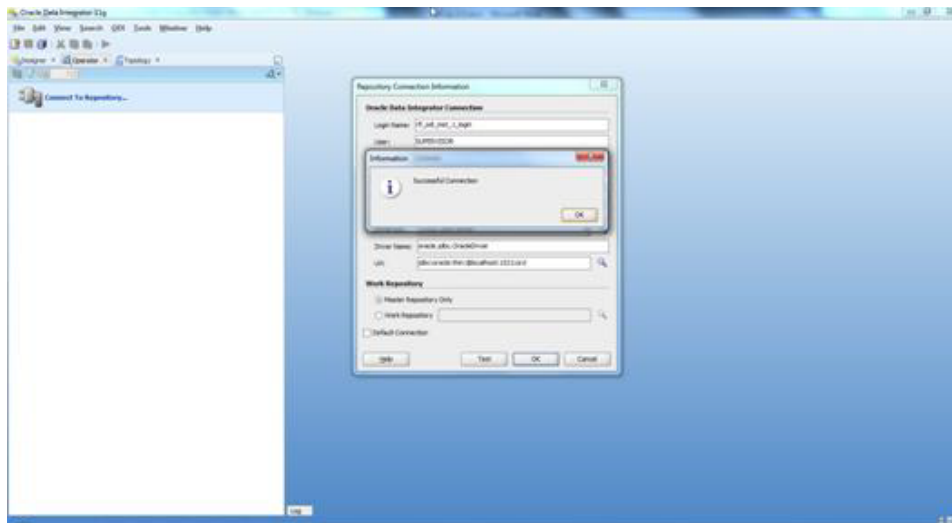 Oracle Data Integrator 11g
File Edit View Search ODI Tools Window Help
Designer Operator Topology
Connect To Repository...
Repository Connection Information
Oracle Data Integrator Connection
Login Name:
User: SUPERVISOR
Information
Successful Connection
OK
Driver Name: oracle.jdbc.OracleDriver
Url:
Work Repository
Master Repository Only
Work Repository
Default Connection
Help Test OK Cancel
Log